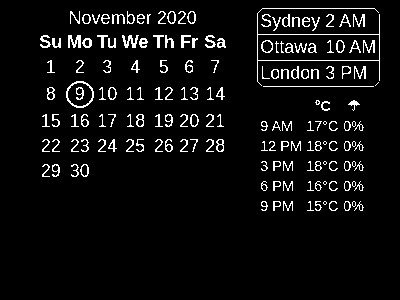 November 2020
Su Mo Tu We Th Fr Sa
1 2 3 4 5 6 7
8 9 10 11 12 13 14
15 16 17 18 19 20 21
22 23 24 25 26 27 28
29 30
Sydney 2 AM
Ottawa 10 AM
London 3 PM
°C ☂
9 AM 17°C 0%
12 PM 18°C 0%
3 PM 18°C 0%
6 PM 16°C 0%
9 PM 15°C 0%